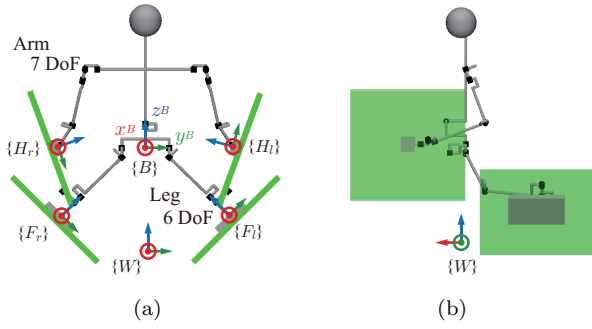 Arm
7 DoF
z^B
x^B
y^B
{H_r}
{B}
{H_l}
Leg
6 DoF
{F_r}
{F_l}
{W}
{W}
(a)
(b)